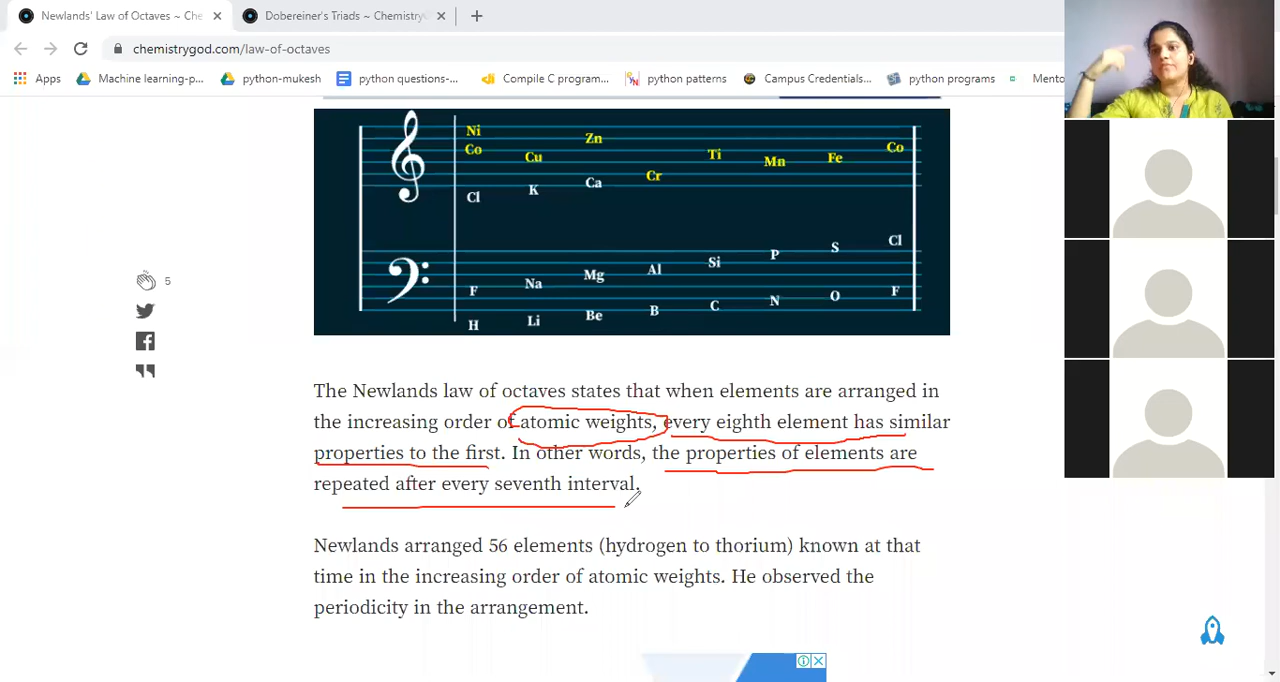 Newlands' Law of Octaves ~ Che
Dobereiner's Triads ~ Chemistry
chemistrygod.com/law-of-octaves
Apps Machine learning-p... python-mukesh python questions-... Compile C program... python patterns Campus Credentials... python programs Mento
Ni
Co Cu Zn Cr Ti Mn Fe Co
Cl K Ca
F Na Mg Al Si P S Cl
H Li Be B C N O F
5
The Newlands law of octaves states that when elements are arranged in
the increasing order of atomic weights, every eighth element has similar
properties to the first. In other words, the properties of elements are
repeated after every seventh interval.
Newlands arranged 56 elements (hydrogen to thorium) known at that
time in the increasing order of atomic weights. He observed the
periodicity in the arrangement.